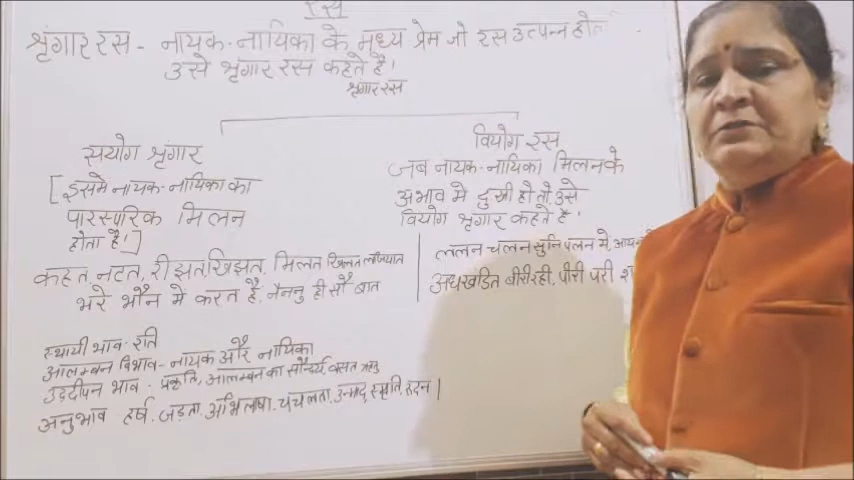 रस
श्रृंगार रस - नायक-नायिका के मध्य प्रेम जो रस उत्पन्न
उसे श्रृंगार रस कहते है।
श्रृंगार रस
सयोग श्रृंगार
[इसमे नायक-नायिका का
पारस्परिक मिलन
होता है।]
कहत, नटत, रीझत खिझत, मिलत खिलत लजियात
भरे भौन में करत है, नैननु ही सौ बात
वियोग रस
जब नायक-नायिका मिलन के
अभाव मे दुखी हो तो उसे
वियोग श्रृंगार कहते है।
ललन चलन सुनि पलन में,
अधखंडित बीरी रही, पीरी परी
स्थायी भाव - रति
आलम्बन विभाव - नायक और नायिका
उद्दीपन भाव - प्रकृति, आलम्बन का सौन्दर्य, वसंत ऋतु
अनुभाव - हर्ष, जड़ता, अभिलाषा, चंचलता, उन्माद, स्मृति, रुदन।